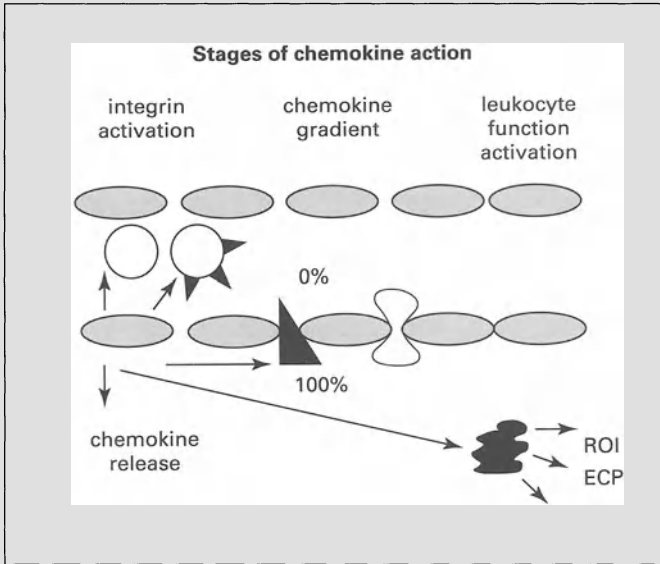 Stages of chemokine action
integrin
activation
chemokine
gradient
leukocyte
function
activation
0%
100%
chemokine
release
ROI
ECP